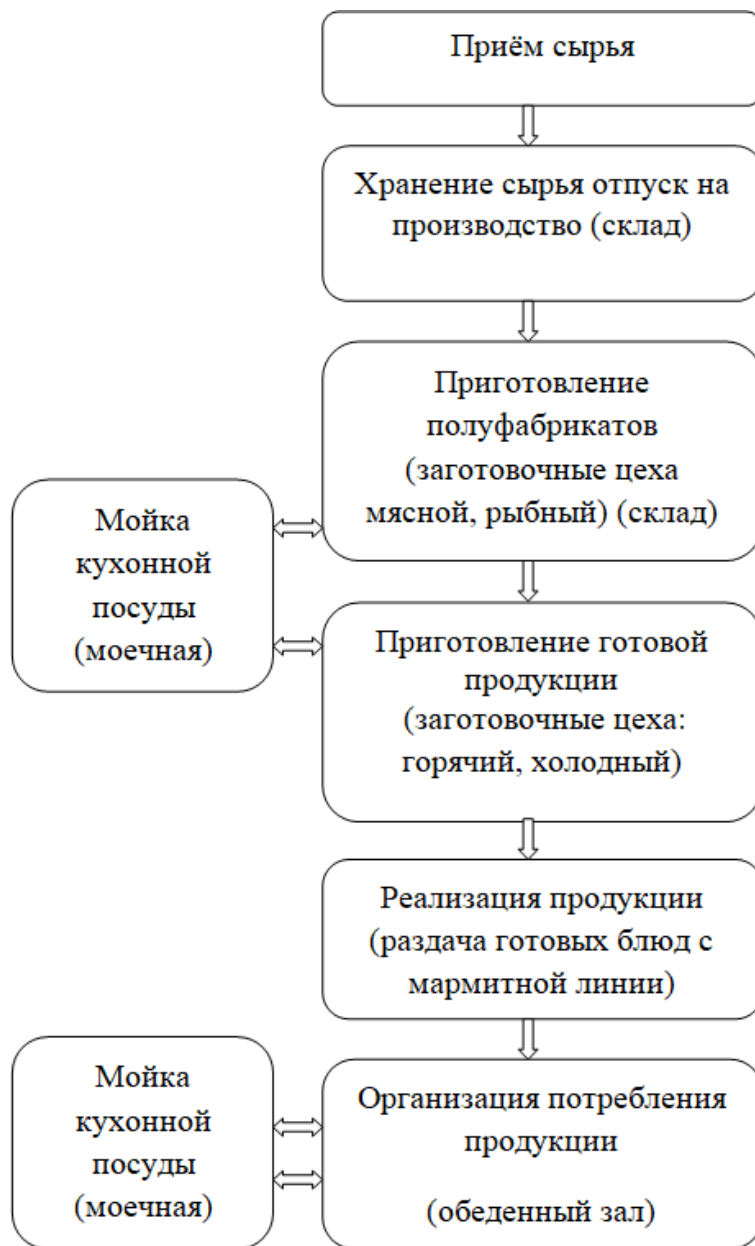 Приём сырья
Хранение сырья отпуск на
производство (склад)
Приготовление
полуфабрикатов
(заготовочные цеха
мясной, рыбный) (склад)
Мойка
кухонной
посуды
(моечная)
Приготовление готовой
продукции
(заготовочные цеха:
горячий, холодный)
Реализация продукции
(раздача готовых блюд с
мармитной линии)
Мойка
кухонной
посуды
(моечная)
Организация потребления
продукции
(обеденный зал)